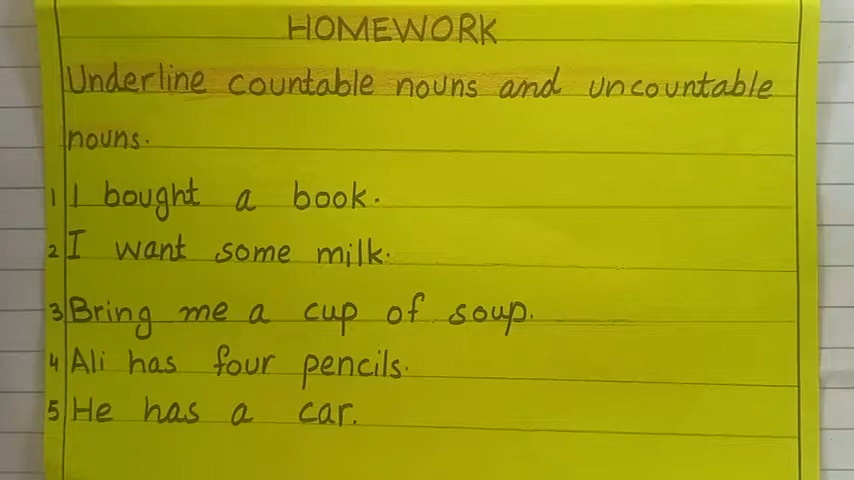 HOMEWORK
Underline countable nouns and uncountable
nouns.
1 I bought a book.
2 I want some milk.
3 Bring me a cup of soup.
4 Ali has four pencils.
5 He has a car.